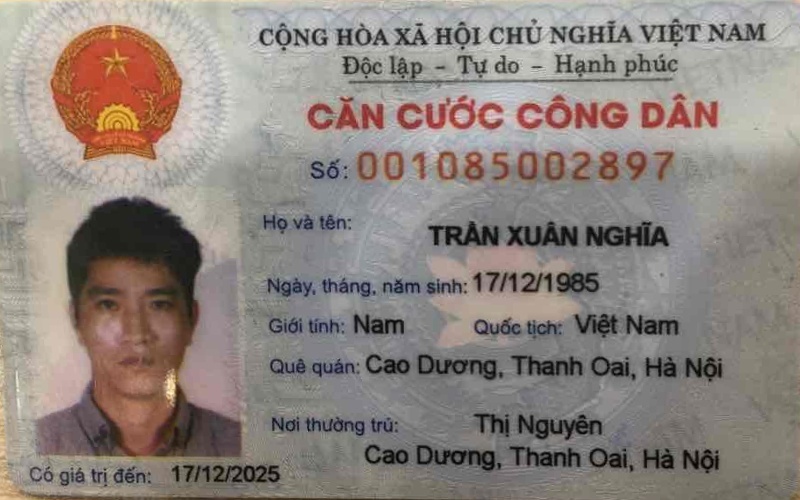 CỘNG HÒA XÃ HỘI CHỦ NGHĨA VIỆT NAM
Độc lập - Tự do - Hạnh phúc
CĂN CƯỚC CÔNG DÂN
Số: 001085002897
Họ và tên: TRẦN XUÂN NGHĨA
Ngày, tháng, năm sinh: 17/12/1985
Giới tính: Nam Quốc tịch: Việt Nam
Quê quán: Cao Dương, Thanh Oai, Hà Nội
Nơi thường trú: Thị Nguyên
Cao Dương, Thanh Oai, Hà Nội
Có giá trị đến: 17/12/2025